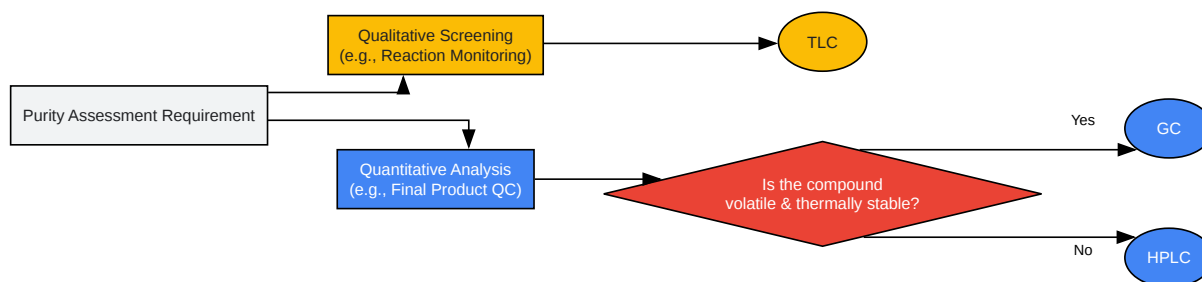 Qualitative Screening
(e.g., Reaction Monitoring)
TLC
Purity Assessment Requirement
Quantitative Analysis
(e.g., Final Product QC)
Is the compound
volatile & thermally stable?
Yes
GC
No
HPLC